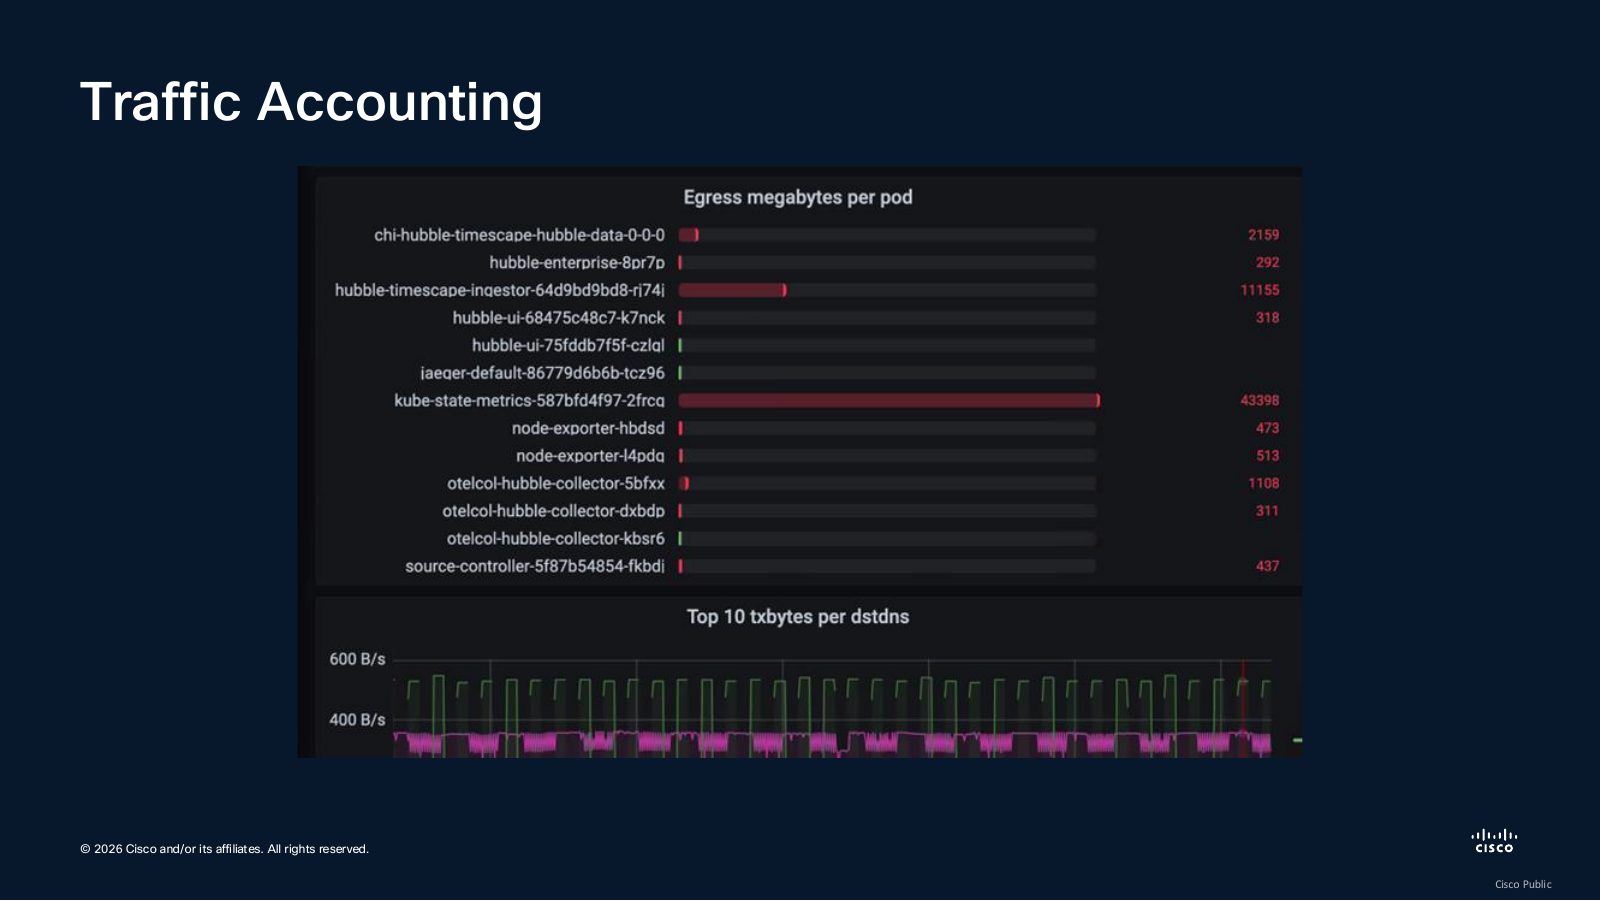 Traffic Accounting
Egress megabytes per pod
chi-hubble-timescape-hubble-data-0-0-0 2159
hubble-enterprise-8pr7p 292
hubble-timescape-ingestor-64d9bd9bd8-rj74j 11155
hubble-ui-68475c48c7-k7nck 318
hubble-ui-75fddb7f5f-czlql
jaeger-default-86779d6b6b-tcz96
kube-state-metrics-587bfd4f97-2frcq 43398
node-exporter-hbdsd 473
node-exporter-l4pdq 513
otelcol-hubble-collector-5bfxx 1108
otelcol-hubble-collector-dxbdp 311
otelcol-hubble-collector-kbsr6
source-controller-5f87b54854-fkbdj 437
Top 10 txbytes per dstdns
600 B/s
400 B/s
© 2026 Cisco and/or its affiliates. All rights reserved.
CISCO
Cisco Public